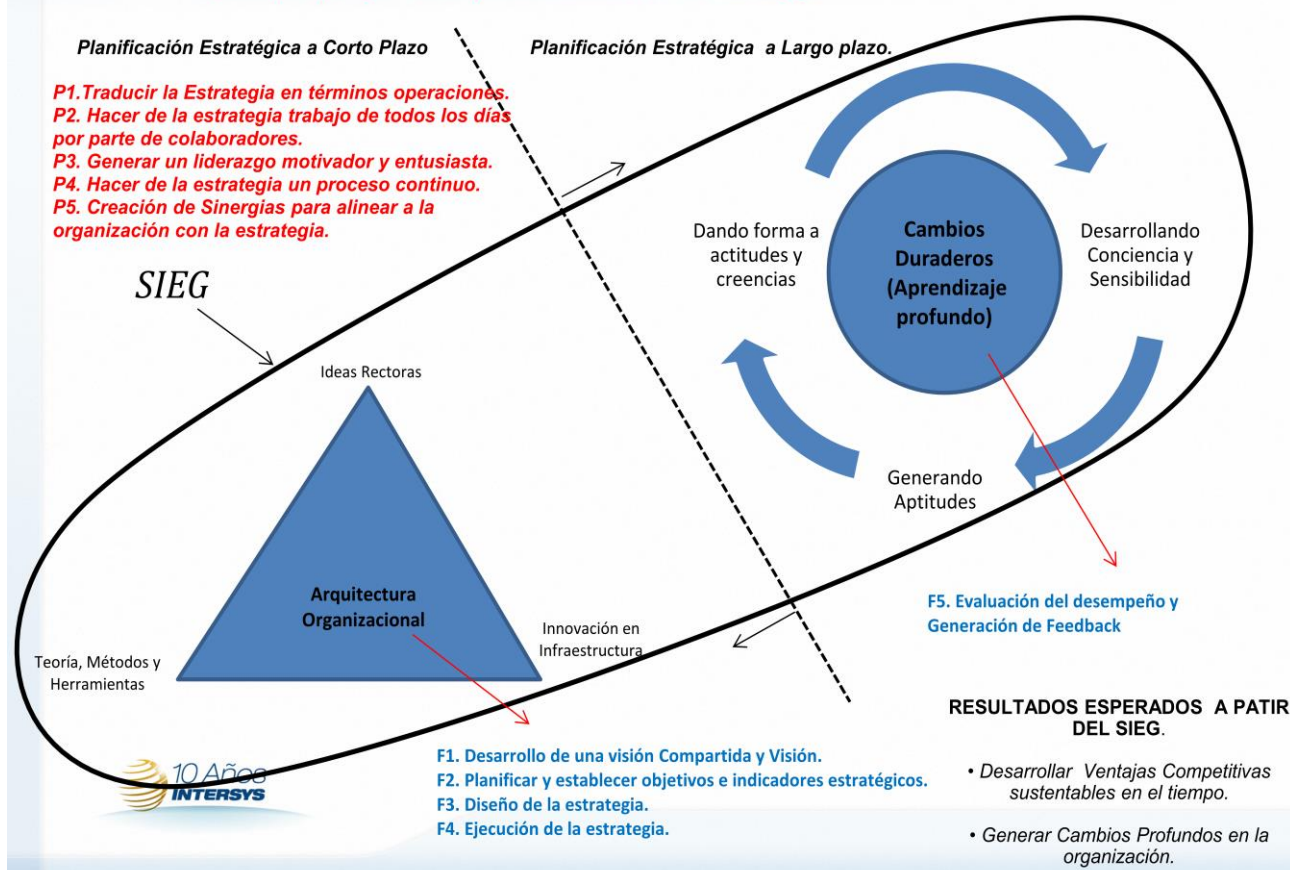 Planificación Estratégica a Corto Plazo
Planificación Estratégica a Largo plazo.
P1.Traducir la Estrategia en términos operaciones.
P2. Hacer de la estrategia trabajo de todos los días
por parte de colaboradores.
P3. Generar un liderazgo motivador y entusiasta.
P4. Hacer de la estrategia un proceso continuo.
P5. Creación de Sinergias para alinear a la
organización con la estrategia.
SIEG
Dando forma a
actitudes y
creencias
Cambios
Duraderos
(Aprendizaje
profundo)
Desarrollando
Conciencia y
Sensibilidad
Generando
Aptitudes
Ideas Rectoras
Arquitectura
Organizacional
Teoría, Métodos y
Herramientas
Innovación en
Infraestructura
F5. Evaluación del desempeño y
Generación de Feedback
F1. Desarrollo de una visión Compartida y Visión.
F2. Planificar y establecer objetivos e indicadores estratégicos.
F3. Diseño de la estrategia.
F4. Ejecución de la estrategia.
RESULTADOS ESPERADOS A PATIR
DEL SIEG.
• Desarrollar Ventajas Competitivas
sustentables en el tiempo.
• Generar Cambios Profundos en la
organización.
10 Años
INTERSYS